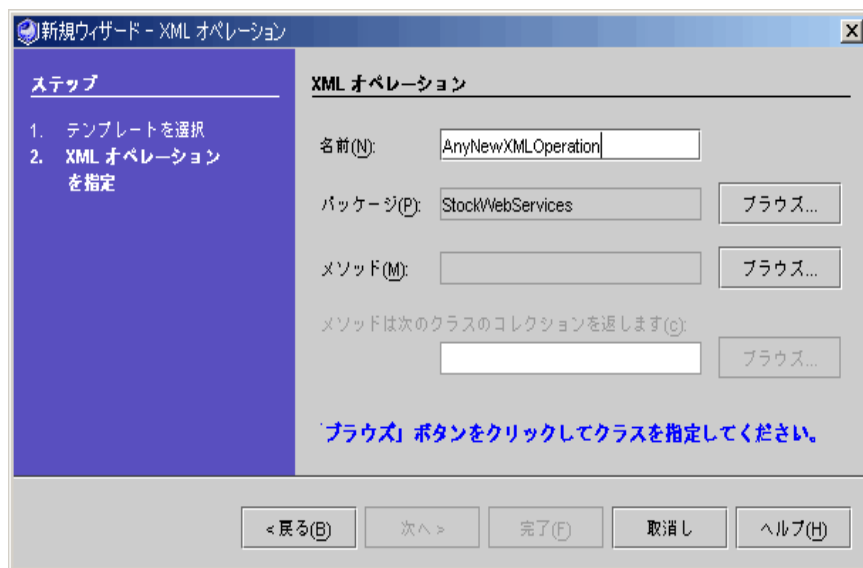 新規ウィザード - XML オペレーション
ステップ
1. テンプレートを選択
2. XML オペレーション
を指定
XML オペレーション
名前(N): AnyNewXMLOperation
パッケージ(P): StockWebServices ブラウズ...
メソッド(M): ブラウズ...
メソッドは次のクラスのコレクションを返します(c):
ブラウズ...
「ブラウズ」ボタンをクリックしてクラスを指定してください。
< 戻る(B) 次へ > 完了(F) 取消し ヘルプ(H)